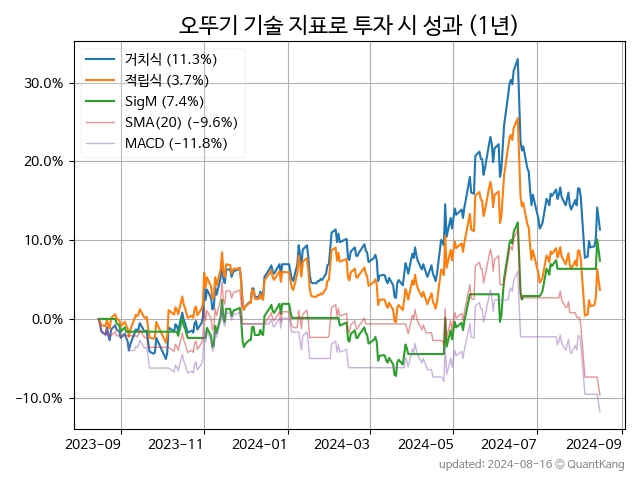 오뚜기 기술 지표로 투자 시 성과 (1년)
거치식 (11.3%)
적립식 (3.7%)
SigM (7.4%)
SMA(20) (−9.6%)
MACD (−11.8%)
30.0%
20.0%
10.0%
0.0%
−10.0%
2023-09 2023-11 2024-01 2024-03 2024-05 2024-07 2024-09
updated: 2024-08-16 © QuantKang